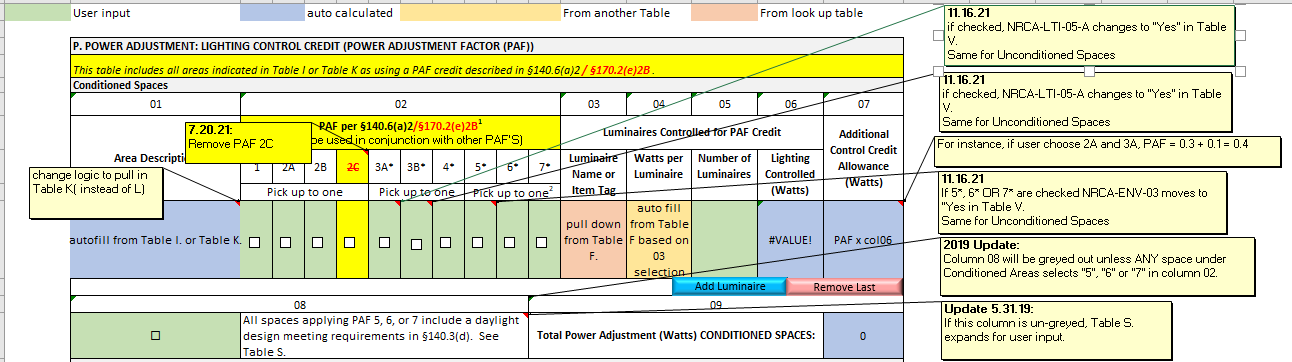 User input
auto calculated
From another Table
From look up table
P. POWER ADJUSTMENT: LIGHTING CONTROL CREDIT (POWER ADJUSTMENT FACTOR (PAF))
This table includes all areas indicated in Table I or Table K as using a PAF credit described in §140.6(a)2 / §170.2(e)2B .
Conditioned Spaces
01
02
03
04
05
06
07
Area Descripti
PAF per §140.6(a)2/§170.2(e)2B¹
be used in conjunction with other PAF'S)
1
2A
2B
2C
3A*
3B*
4
5*
6*
7*
Pick up to one
Pick up to one
Pick up to one²
Luminaires Controlled for PAF Credit
Luminaire
Name or
Item Tag
Watts per
Luminaire
Number of
Luminaires
Lighting
Controlled
(Watts)
Additional
Control Credit
Allowance
(Watts)
autofill from Table I. or Table K.
pull down
from Table
F.
auto fill
from Table
F based on
03
selection
#VALUE!
PAF x col06
Add Luminaire
Remove Last
08
09
All spaces applying PAF 5, 6, or 7 include a daylight
design meeting requirements in §140.3(d). See
Table S.
Total Power Adjustment (Watts) CONDITIONED SPACES:
0
7.20.21:
Remove PAF 2C
change logic to pull in
Table K( instead of L)
11.16.21
if checked, NRCA-LTI-05-A changes to "Yes" in Table
V.
Same for Unconditioned Spaces
11.16.21
if checked, NRCA-LTI-05-A changes to "Yes" in Table
V.
Same for Unconditioned Spaces
For instance, if user choose 2A and 3A, PAF = 0.3 + 0.1= 0.4
11.16.21
If 5*, 6* OR 7* are checked NRCA-ENV-03 moves to
"Yes in Table V.
Same for Unconditioned Spaces
2019 Update:
Column 08 will be greyed out unless ANY space under
Conditioned Areas selects "5", "6" or "7" in column 02.
Update 5.31.19:
If this column is un-greyed, Table S.
expands for user input.